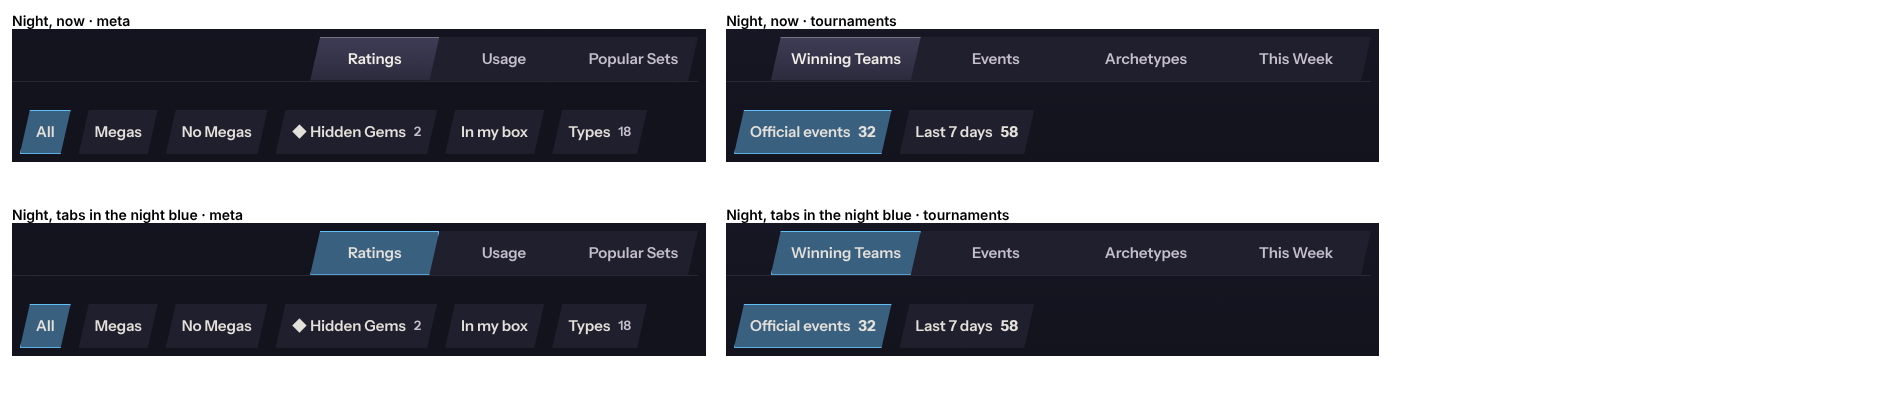 Night, now · meta
Ratings Usage Popular Sets
All Megas No Megas ◆ Hidden Gems 2 In my box Types 18
Night, now · tournaments
Winning Teams Events Archetypes This Week
Official events 32 Last 7 days 58
Night, tabs in the night blue · meta
Ratings Usage Popular Sets
All Megas No Megas ◆ Hidden Gems 2 In my box Types 18
Night, tabs in the night blue · tournaments
Winning Teams Events Archetypes This Week
Official events 32 Last 7 days 58